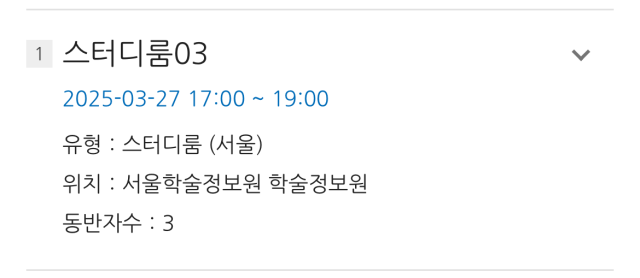 1 스터디룸03
2025-03-27 17:00 ~ 19:00
유형 : 스터디룸 (서울)
위치 : 서울학술정보원 학술정보원
동반자수 : 3